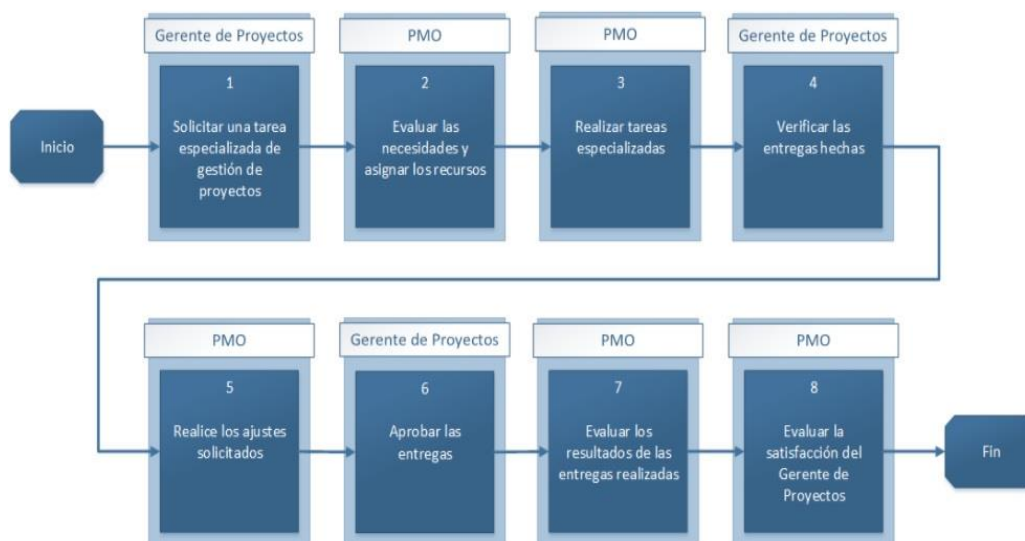 Gerente de Proyectos
PMO
PMO
Gerente de Proyectos
Inicio
1
Solicitar una tarea
especializada de
gestión de
proyectos
2
Evaluar las
necesidades y
asignar los recursos
3
Realizar tareas
especializadas
4
Verificar las
entregas hechas
PMO
Gerente de Proyectos
PMO
PMO
5
Realice los ajustes
solicitados
6
Aprobar las
entregas
7
Evaluar los
resultados de las
entregas realizadas
8
Evaluar la
satisfacción del
Gerente de
Proyectos
Fin